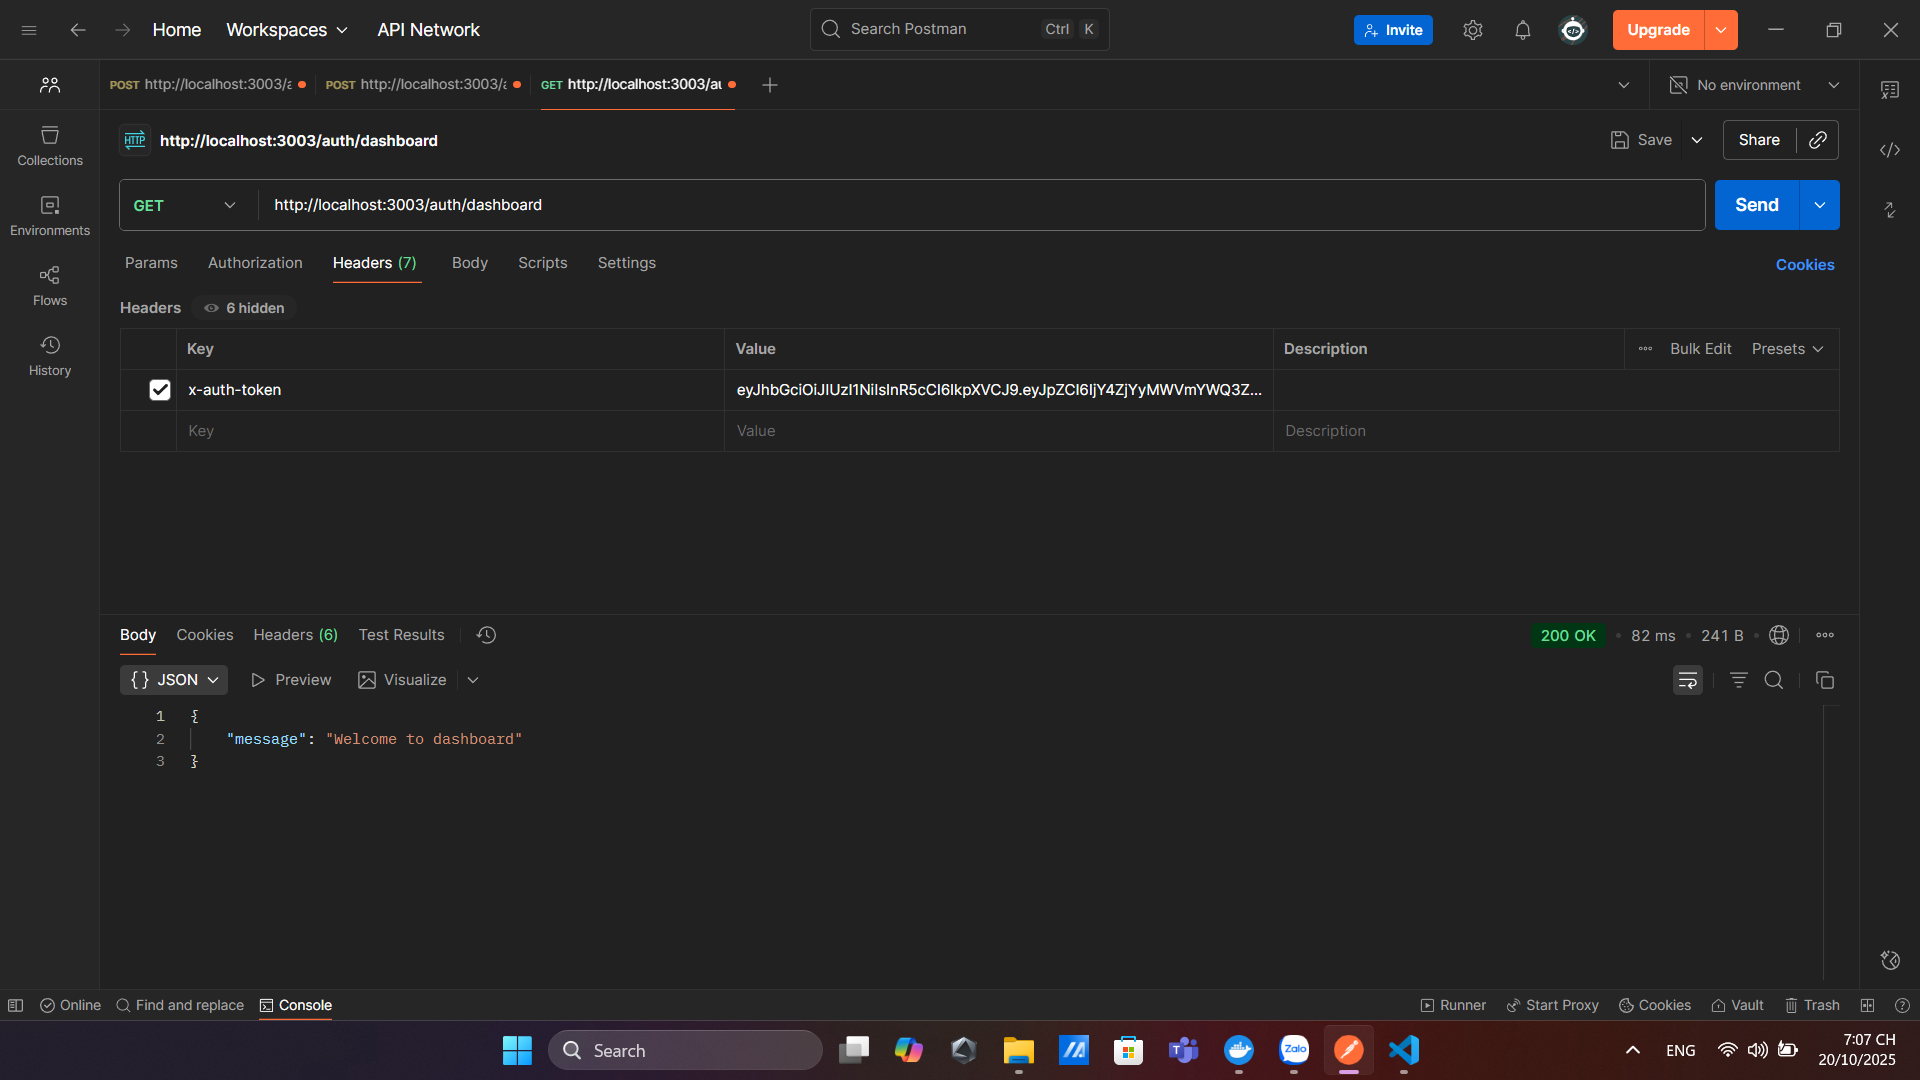 Home Workspaces API Network Search Postman Ctrl K Invite Upgrade
POST http://localhost:3003/a POST http://localhost:3003/a GET http://localhost:3003/au No environment
HTTP http://localhost:3003/auth/dashboard Save Share
GET http://localhost:3003/auth/dashboard Send
Collections
Environments
Flows
History
Params Authorization Headers (7) Body Scripts Settings Cookies
Headers 6 hidden
Key Value Description Bulk Edit Presets
x-auth-token eyJhbGciOiJIUzI1NiIsInR5cCI6IkpXVCJ9.eyJpZCI6IjY4ZjYyMWVmYWQ3Z...
Key Value Description
Body Cookies Headers (6) Test Results 200 OK • 82 ms • 241 B •
{} JSON Preview Visualize
1 {
2 "message": "Welcome to dashboard"
3 }
Online Find and replace Console Runner Start Proxy Cookies Vault Trash
Search Zalo ENG 7:07 CH
20/10/2025